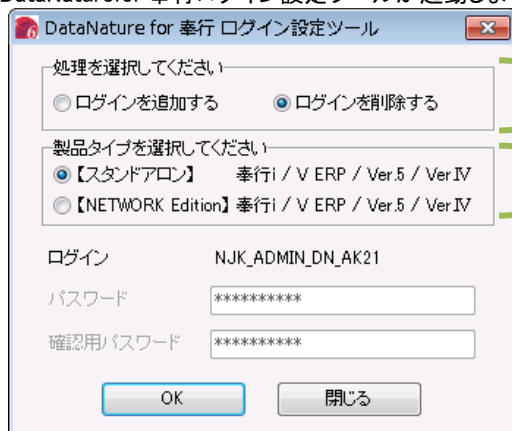 DataNature for 奉行 ログイン設定ツール
処理を選択してください
ログインを追加する ログインを削除する
製品タイプを選択してください
【スタンドアロン】 奉行i / V ERP / Ver.5 / VerⅣ
【NETWORK Edition】奉行i / V ERP / Ver.5 / VerⅣ
ログイン NJK_ADMIN_DN_AK21
パスワード **********
確認用パスワード **********
OK 閉じる